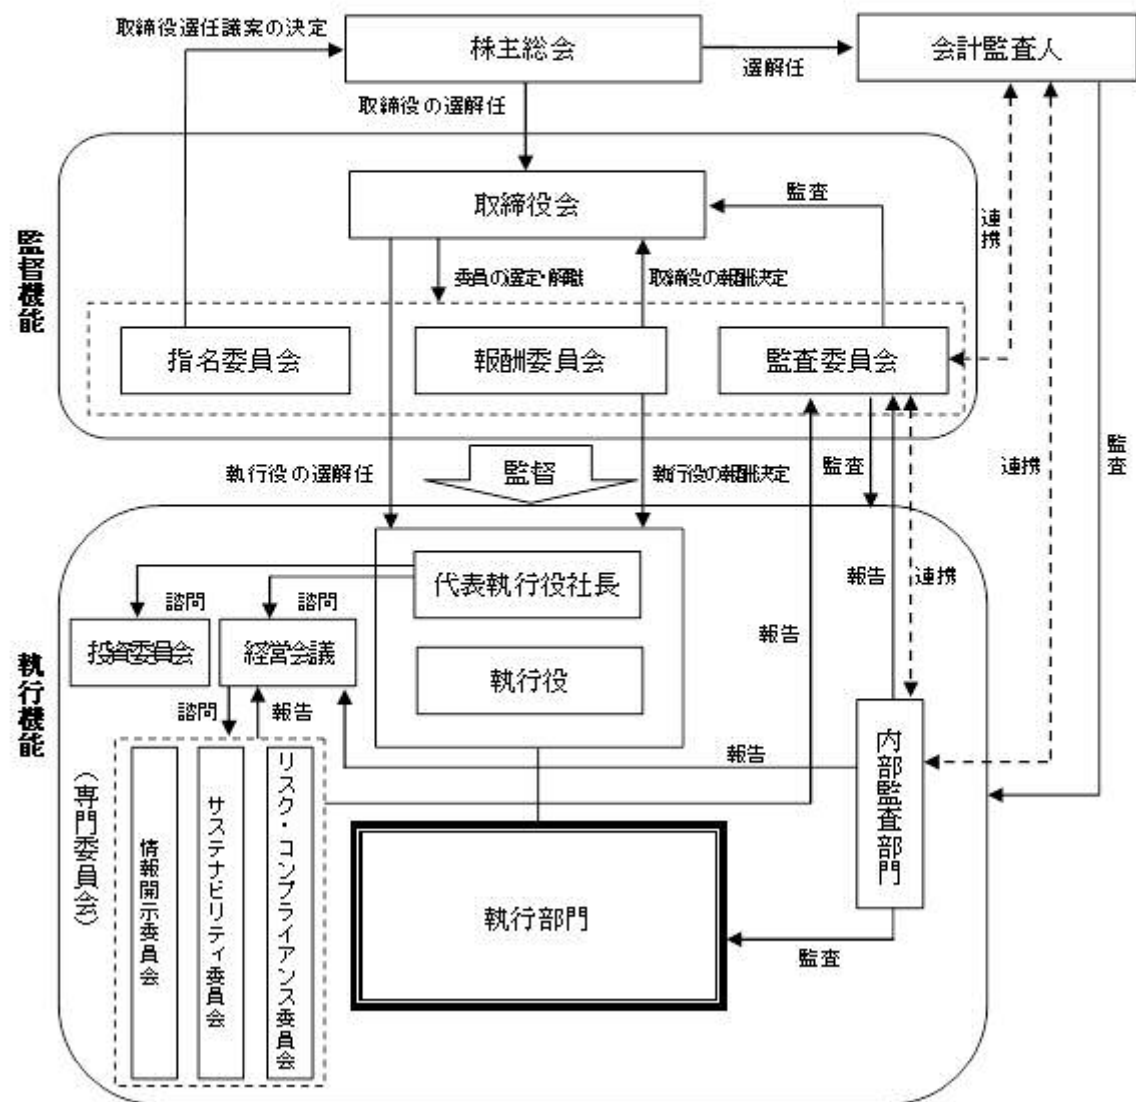 取締役選任議案の決定
株主総会
選解任
会計監査人
取締役の選解任
監督機能
取締役会
監査
連携
委員の選定・解職
取締役の報酬決定
指名委員会
報酬委員会
監査委員会
執行役の選解任
監督
執行役の報酬決定
監査
連携
監査
執行機能
代表執行役社長
諮問
諮問
報告
報告
連携
投資委員会
経営会議
執行役
諮問
報告
報告
内部監査部門
(専門委員会)
情報開示委員会
サステナビリティ委員会
リスク・コンプライアンス委員会
執行部門
監査